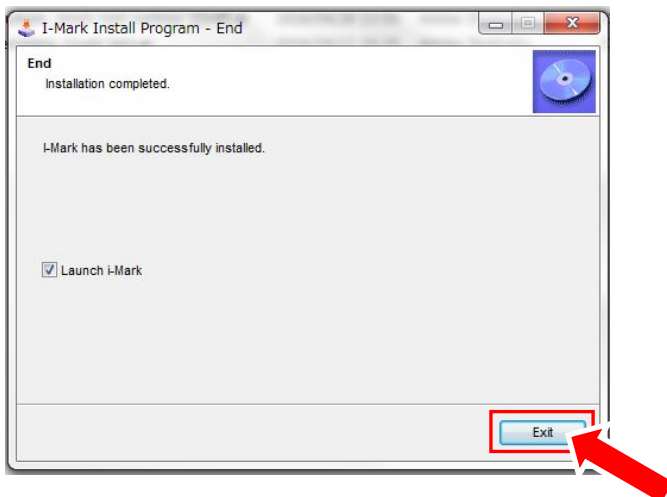 I-Mark Install Program - End
End
Installation completed.
I-Mark has been successfully installed.
Launch i-Mark
Exit